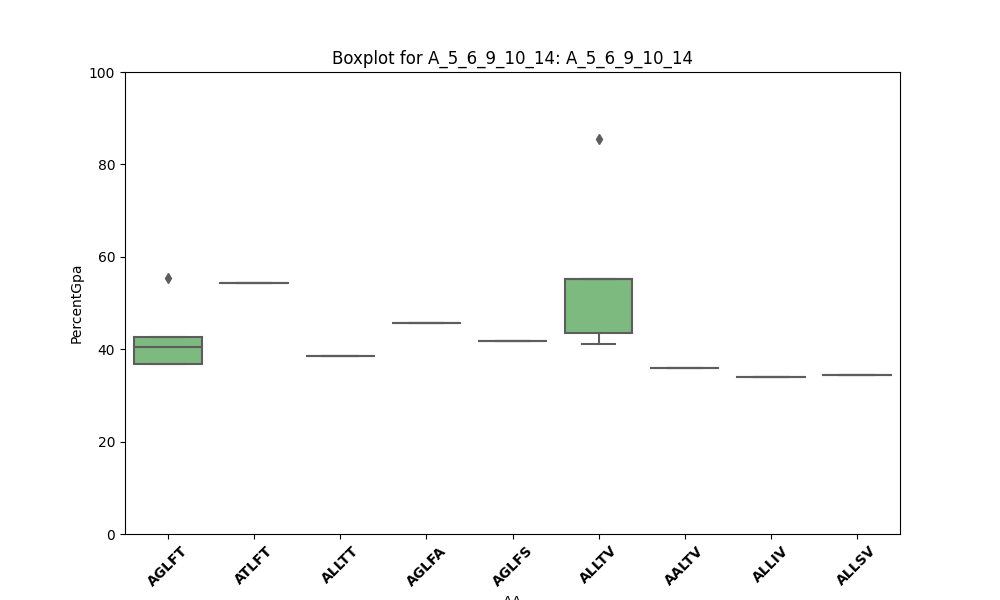 Boxplot for A_5_6_9_10_14: A_5_6_9_10_14
100
80
60
40
20
0
PercentGpa
AGLFT ATLFT ALLTT AGLFA AGLFS ALLTV AALTV ALLIV ALLSV
AA